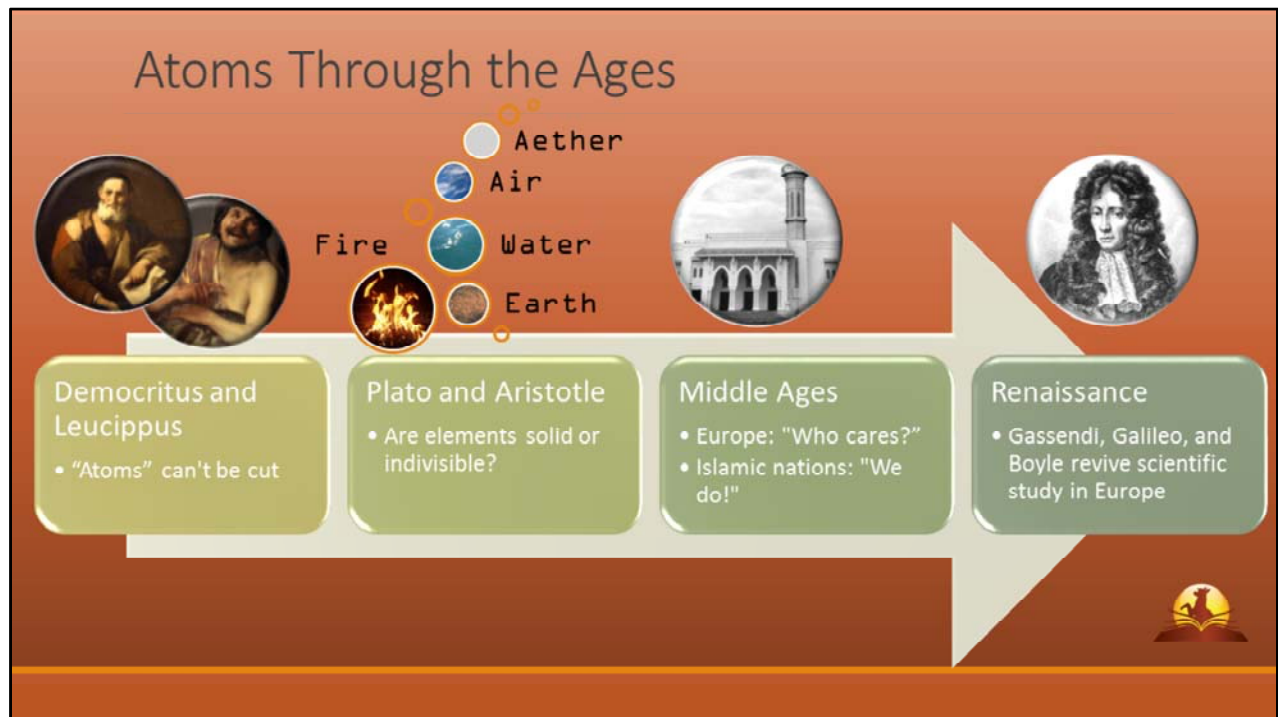 Atoms Through the Ages
Aether
Air
Fire
Water
Earth
Democritus and
Leucippus
• “Atoms” can't be cut
Plato and Aristotle
• Are elements solid or
indivisible?
Middle Ages
• Europe: "Who cares?”
• Islamic nations: "We
do!"
Renaissance
• Gassendi, Galileo, and
Boyle revive scientific
study in Europe